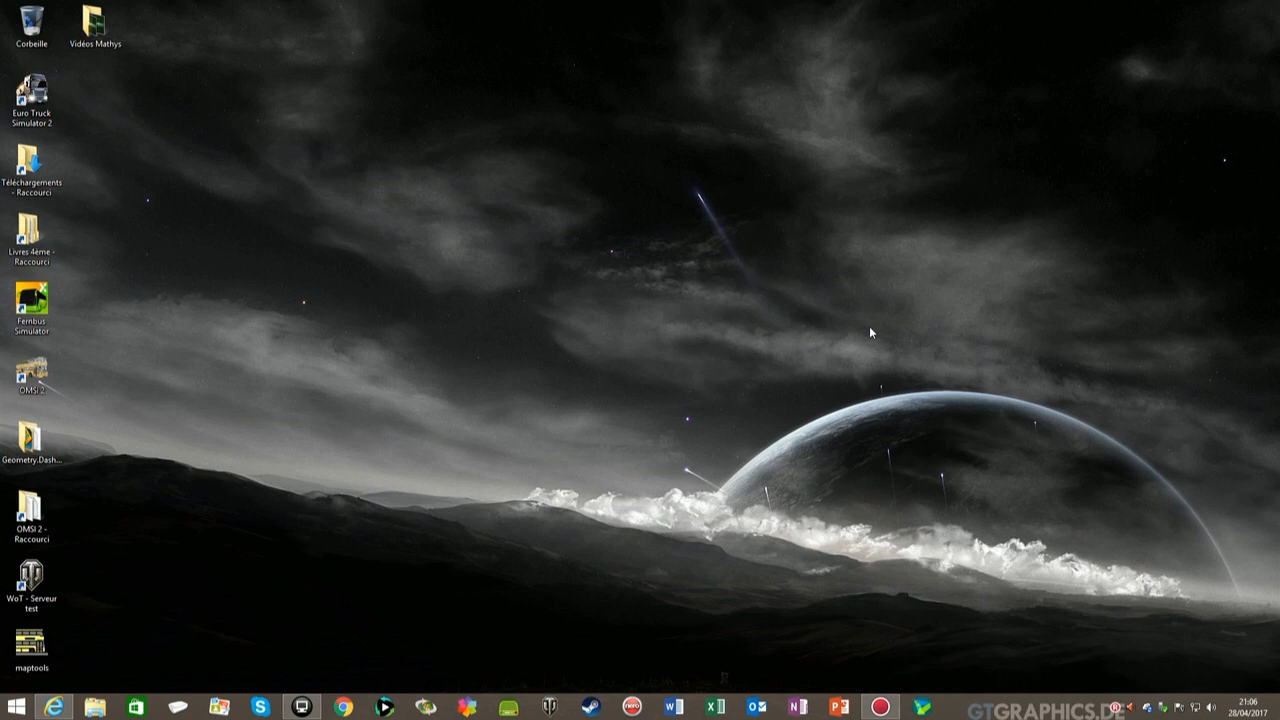 Corbeille
Vidéos Mathys
Euro Truck
Simulator 2
Téléchargements
- Raccourci
Livres 4ème -
Raccourci
Fernbus
Simulator
OMSI 2
Geometry.Dash...
OMSI 2 -
Raccourci
WoT - Serveur
test
maptools
GTGRAPHICS.DE
21:06
28/04/2017